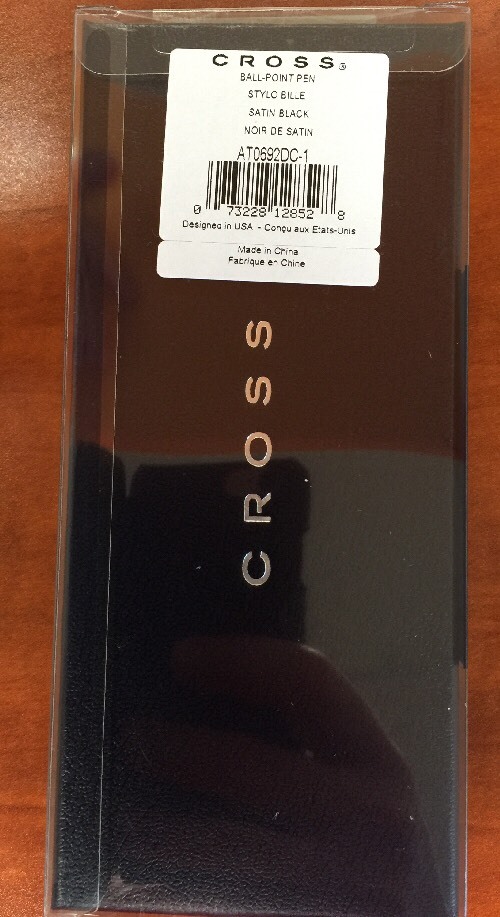 CROSS®
BALL-POINT PEN
STYLO BILLE
SATIN BLACK
NOIR DE SATIN
AT0692DC-1
0 73228 12852 8
Designed in USA - Conçu aux Etats-Unis
Made in China
Fabrique en Chine
CROSS